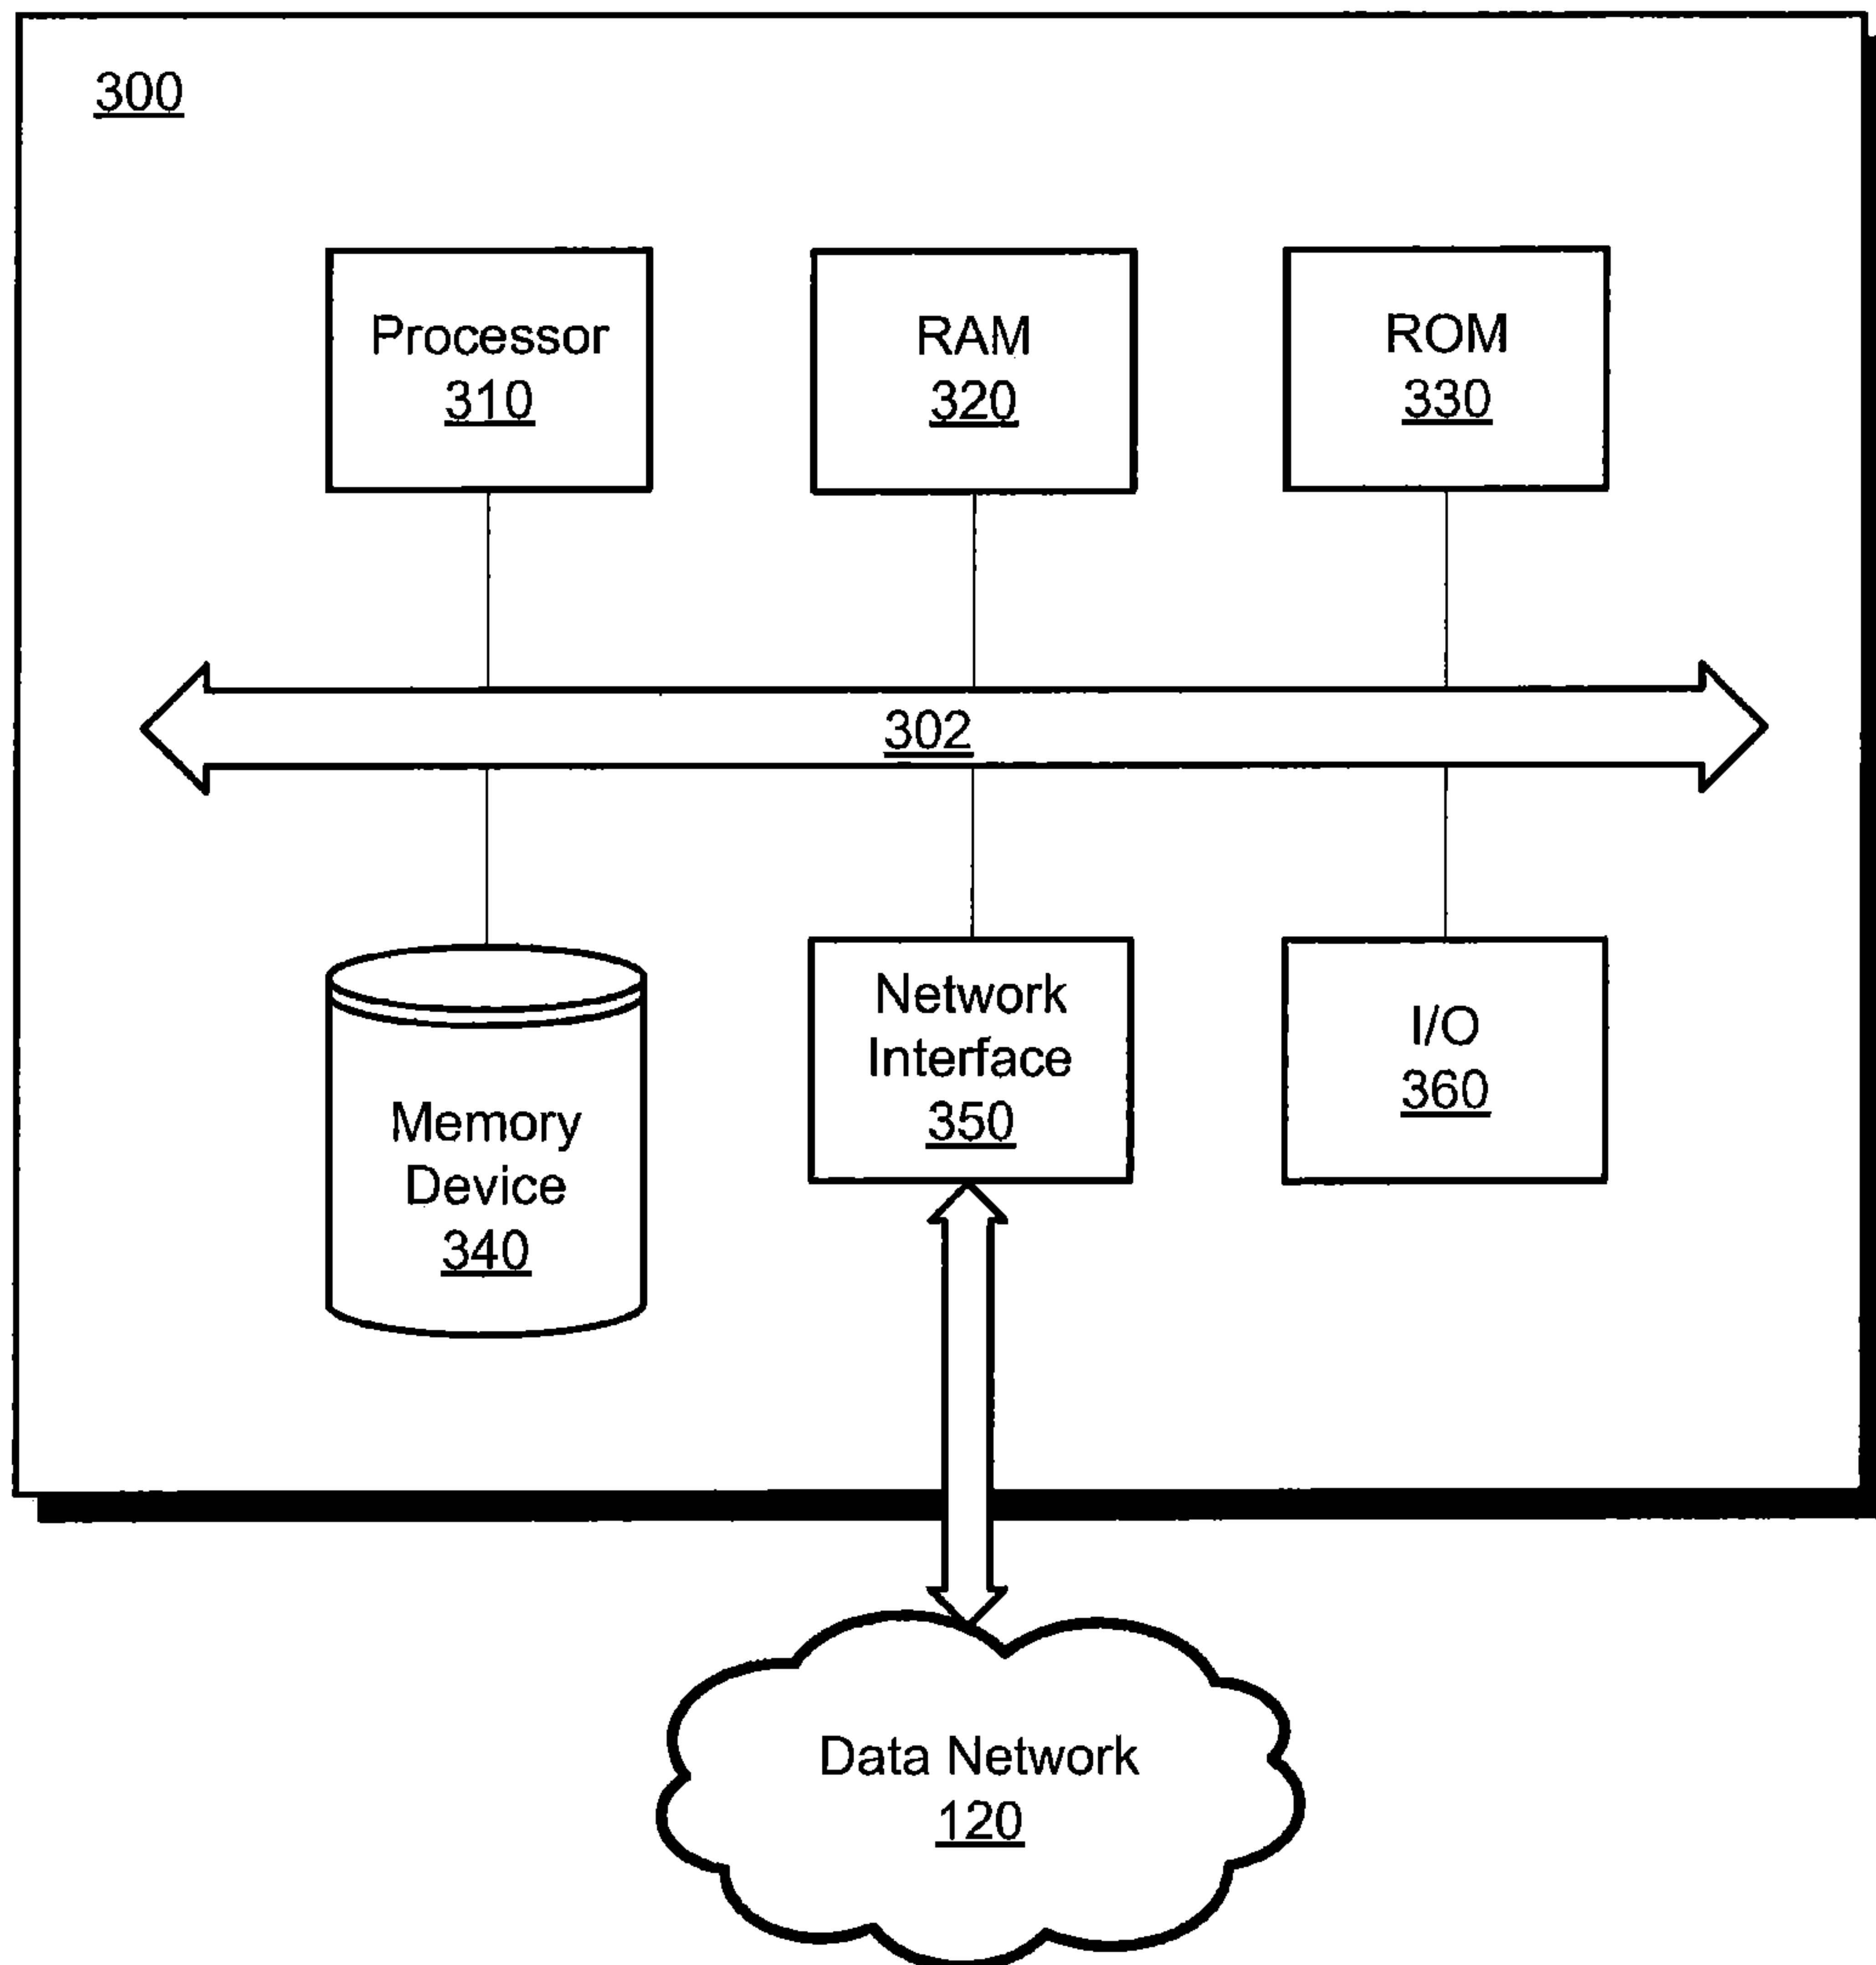 300
Processor
310
RAM
320
ROM
330
302
Memory
Device
340
Network
Interface
350
I/O
360
Data Network
120